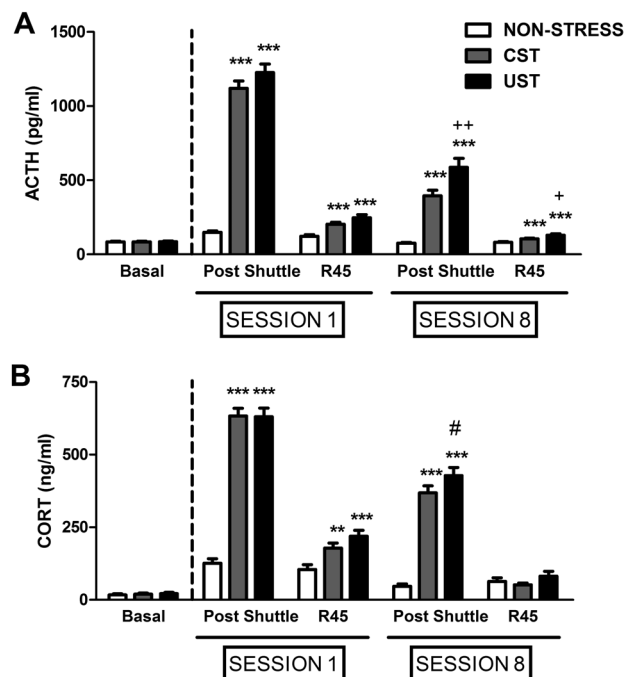 A
ACTH (pg/ml)
1500
1000
500
0
NON-STRESS
CST
UST
***
***
***
***
***
++
***
***
+
***
Basal
Post Shuttle
R45
Post Shuttle
R45
SESSION 1
SESSION 8
B
CORT (ng/ml)
750
500
250
0
***
***
**
***
***
#
***
Basal
Post Shuttle
R45
Post Shuttle
R45
SESSION 1
SESSION 8